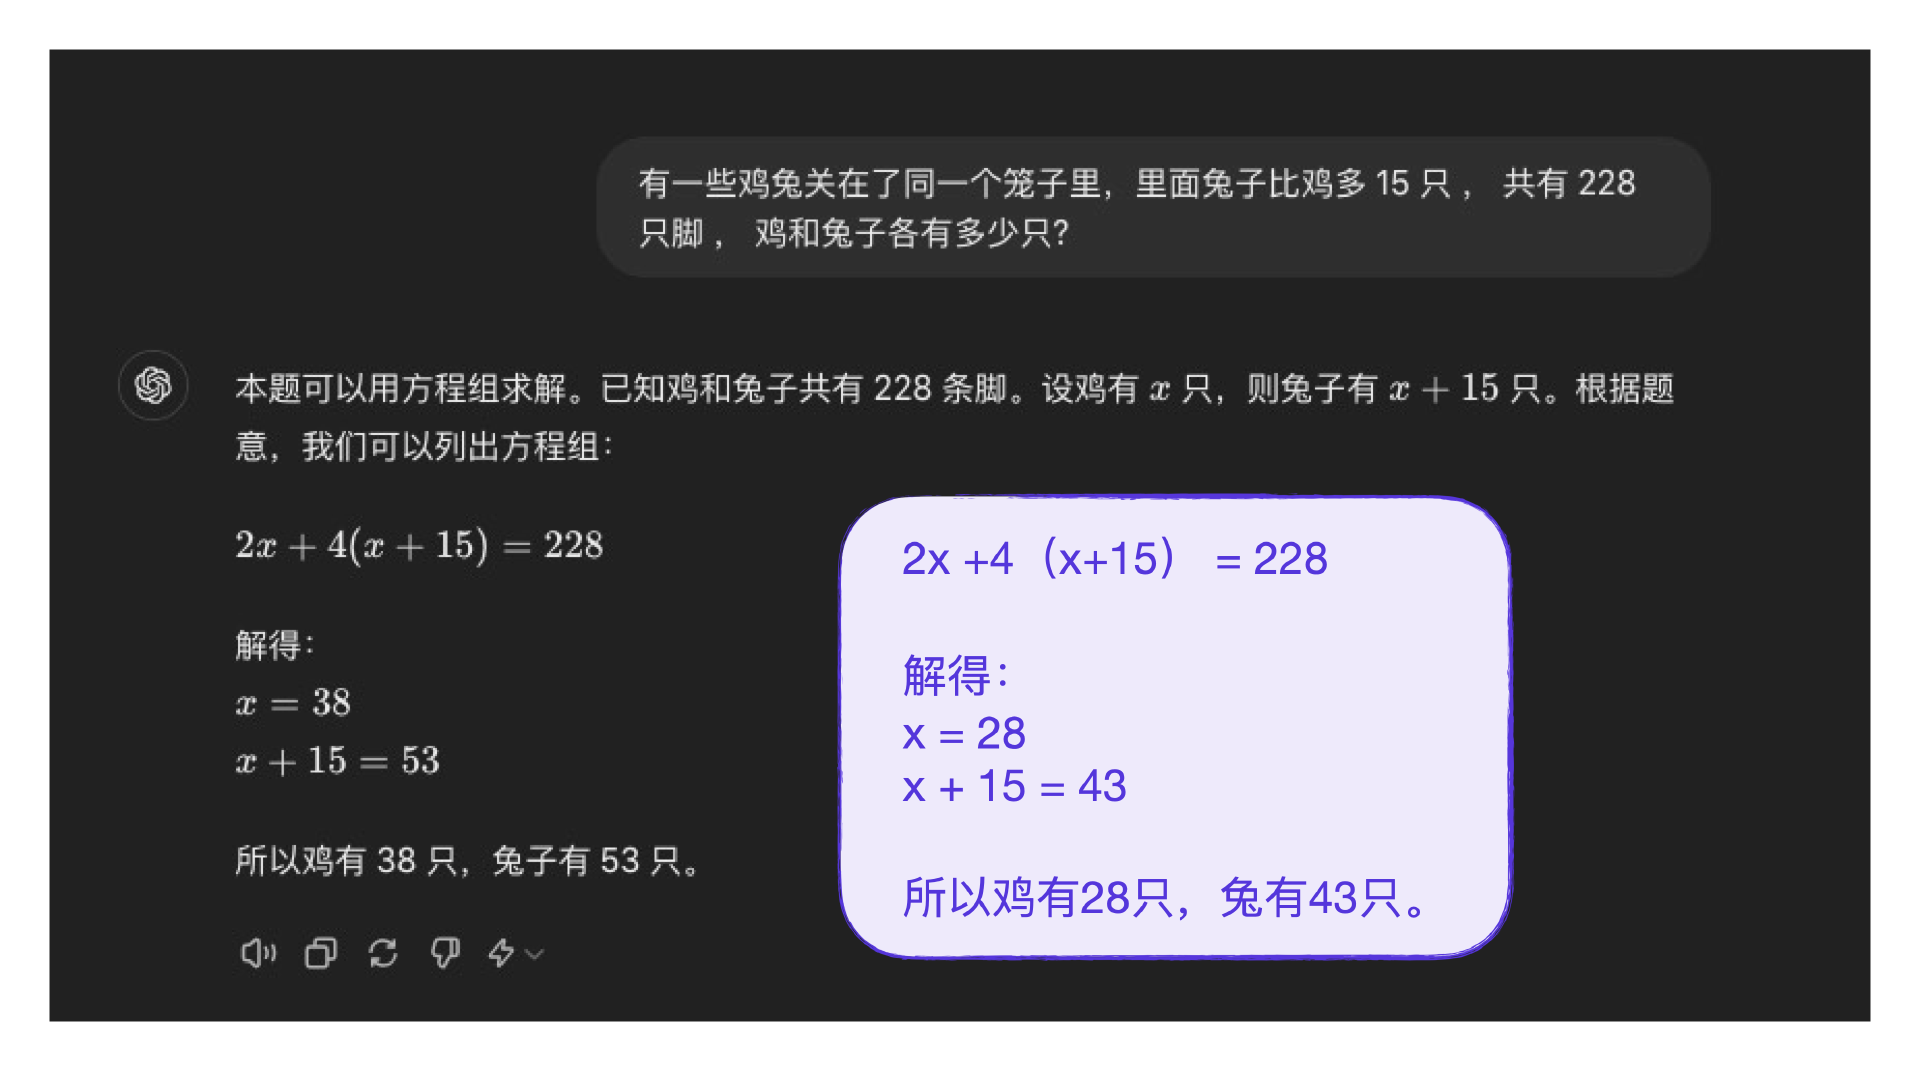 有一些鸡兔关在了同一个笼子里，里面兔子比鸡多 15 只 ， 共有 228
只脚 ， 鸡和兔子各有多少只?
本题可以用方程组求解。已知鸡和兔子共有 228 条脚。设鸡有 x 只，则兔子有 x + 15 只。根据题
意，我们可以列出方程组：
2x + 4(x + 15) = 228
解得：
x = 38
x + 15 = 53
所以鸡有 38 只，兔子有 53 只。
2x +4（x+15） = 228
解得：
x = 28
x + 15 = 43
所以鸡有28只，兔有43只。